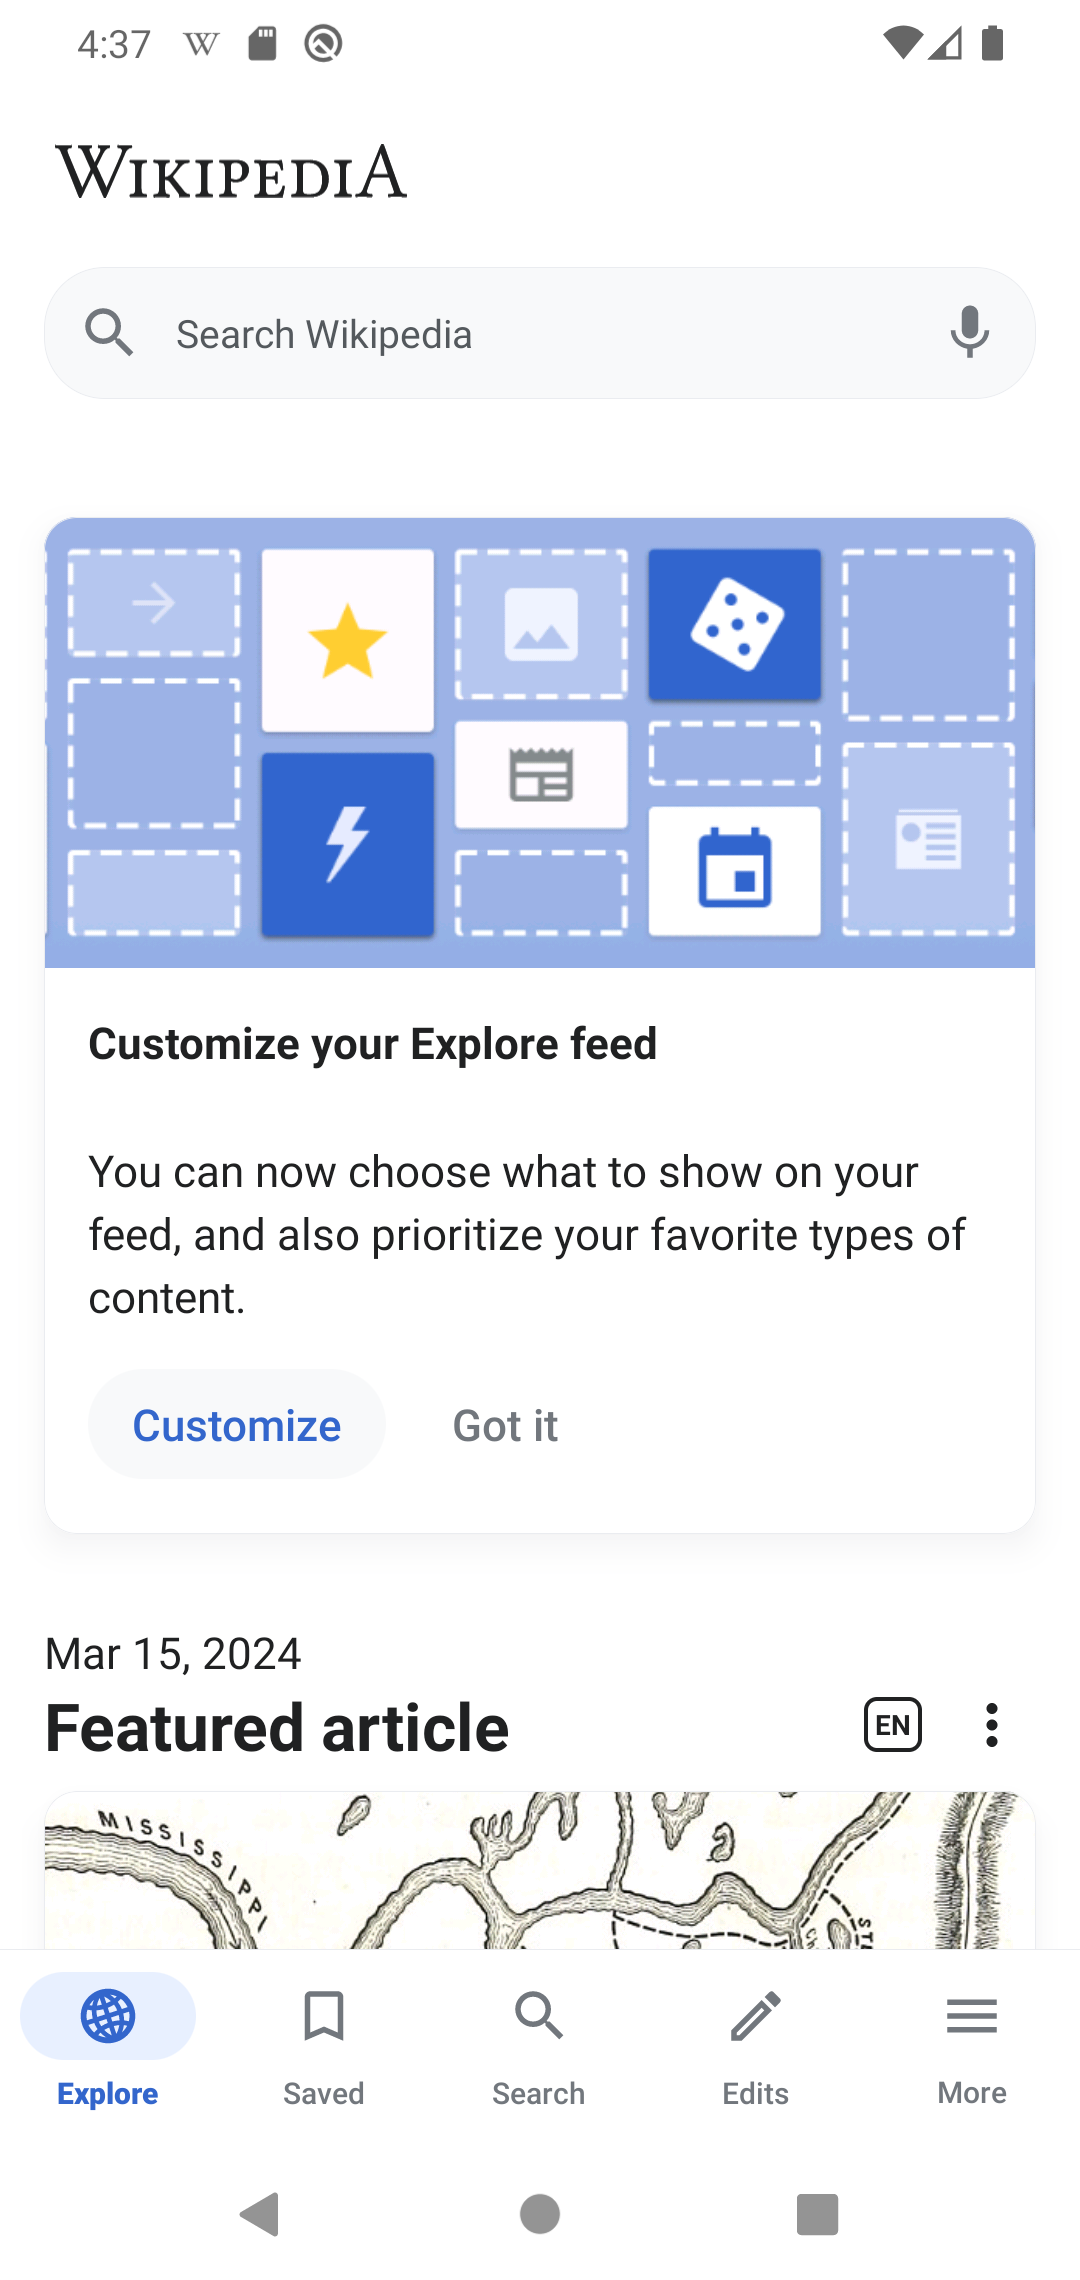 4:37
WIKIPEDIA
Search Wikipedia
Customize your Explore feed
You can now choose what to show on your
feed, and also prioritize your favorite types of
content.
Customize Got it
Mar 15, 2024
Featured article EN
MISSISSIPPI
Explore Saved Search Edits More